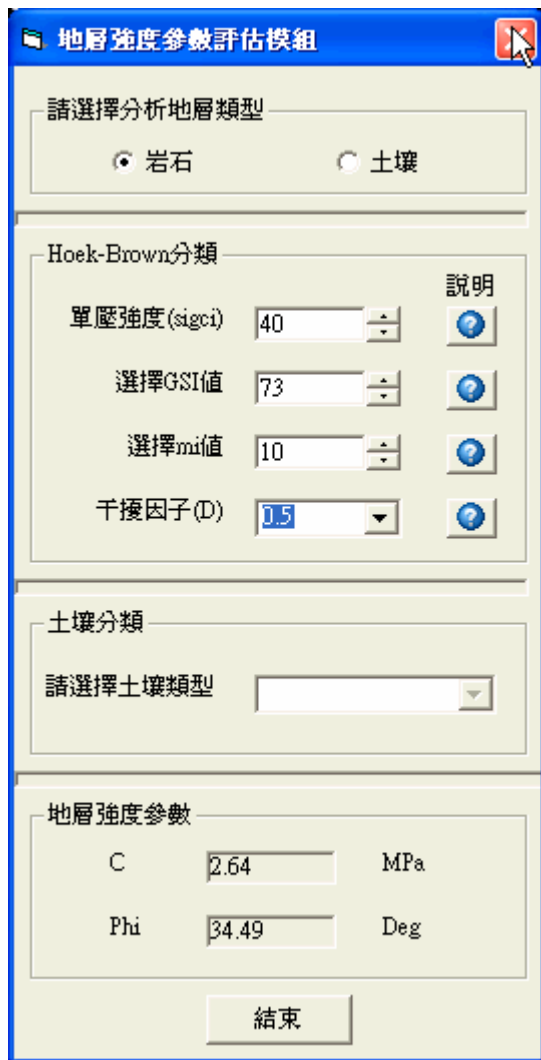 地層強度參數評估模組
請選擇分析地層類型
岩石 土壤
Hoek-Brown分類
說明
單壓強度(sigci) 40
選擇GSI值 73
選擇mi值 10
干擾因子(D) 0.5
土壤分類
請選擇土壤類型
地層強度參數
C 2.64 MPa
Phi 34.49 Deg
結束